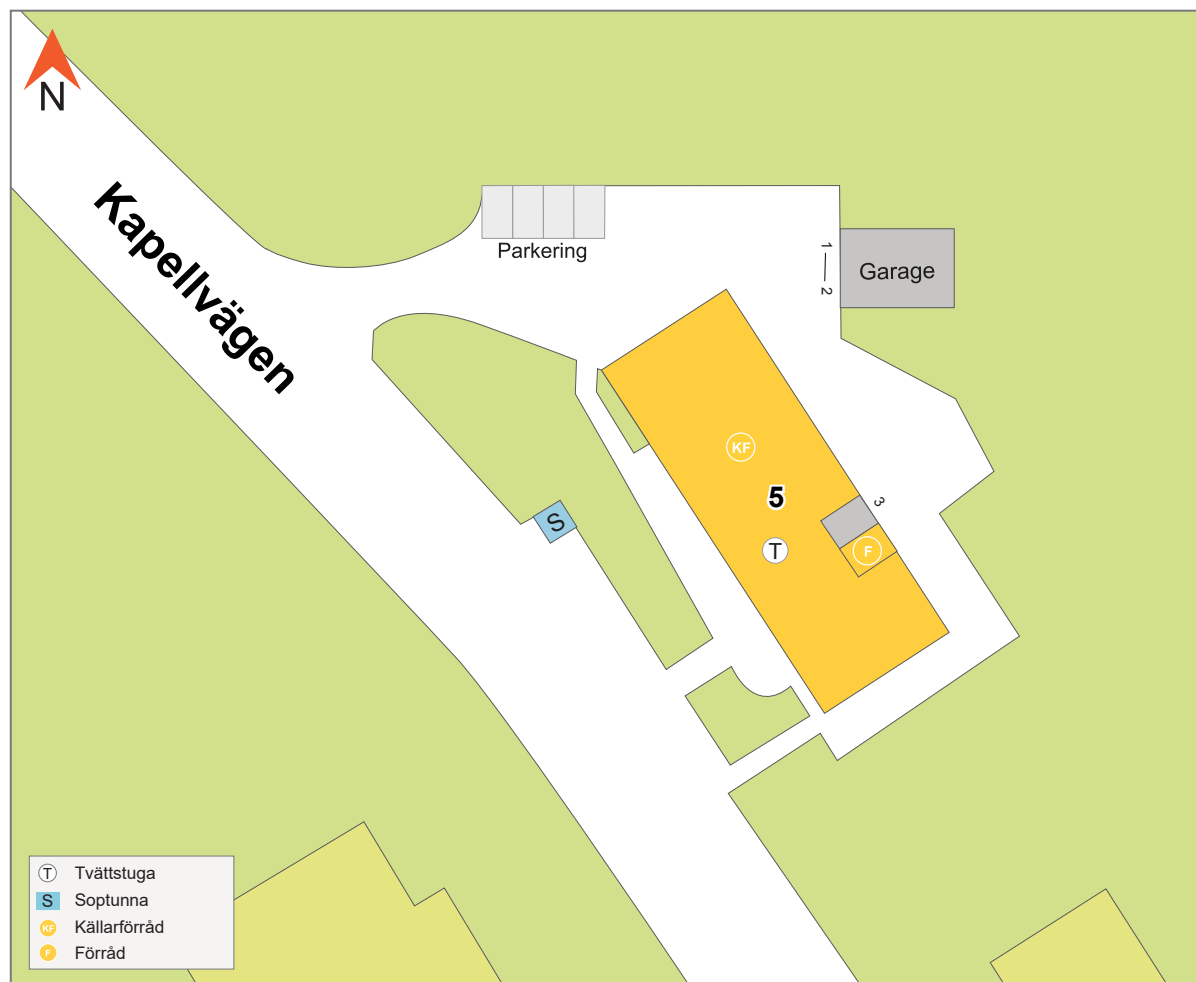 N
Kapellvägen
Parkering
1
2
Garage
KF
5
3
S
T
F
T Tvättstuga
S Soptunna
KF Källarförråd
F Förråd